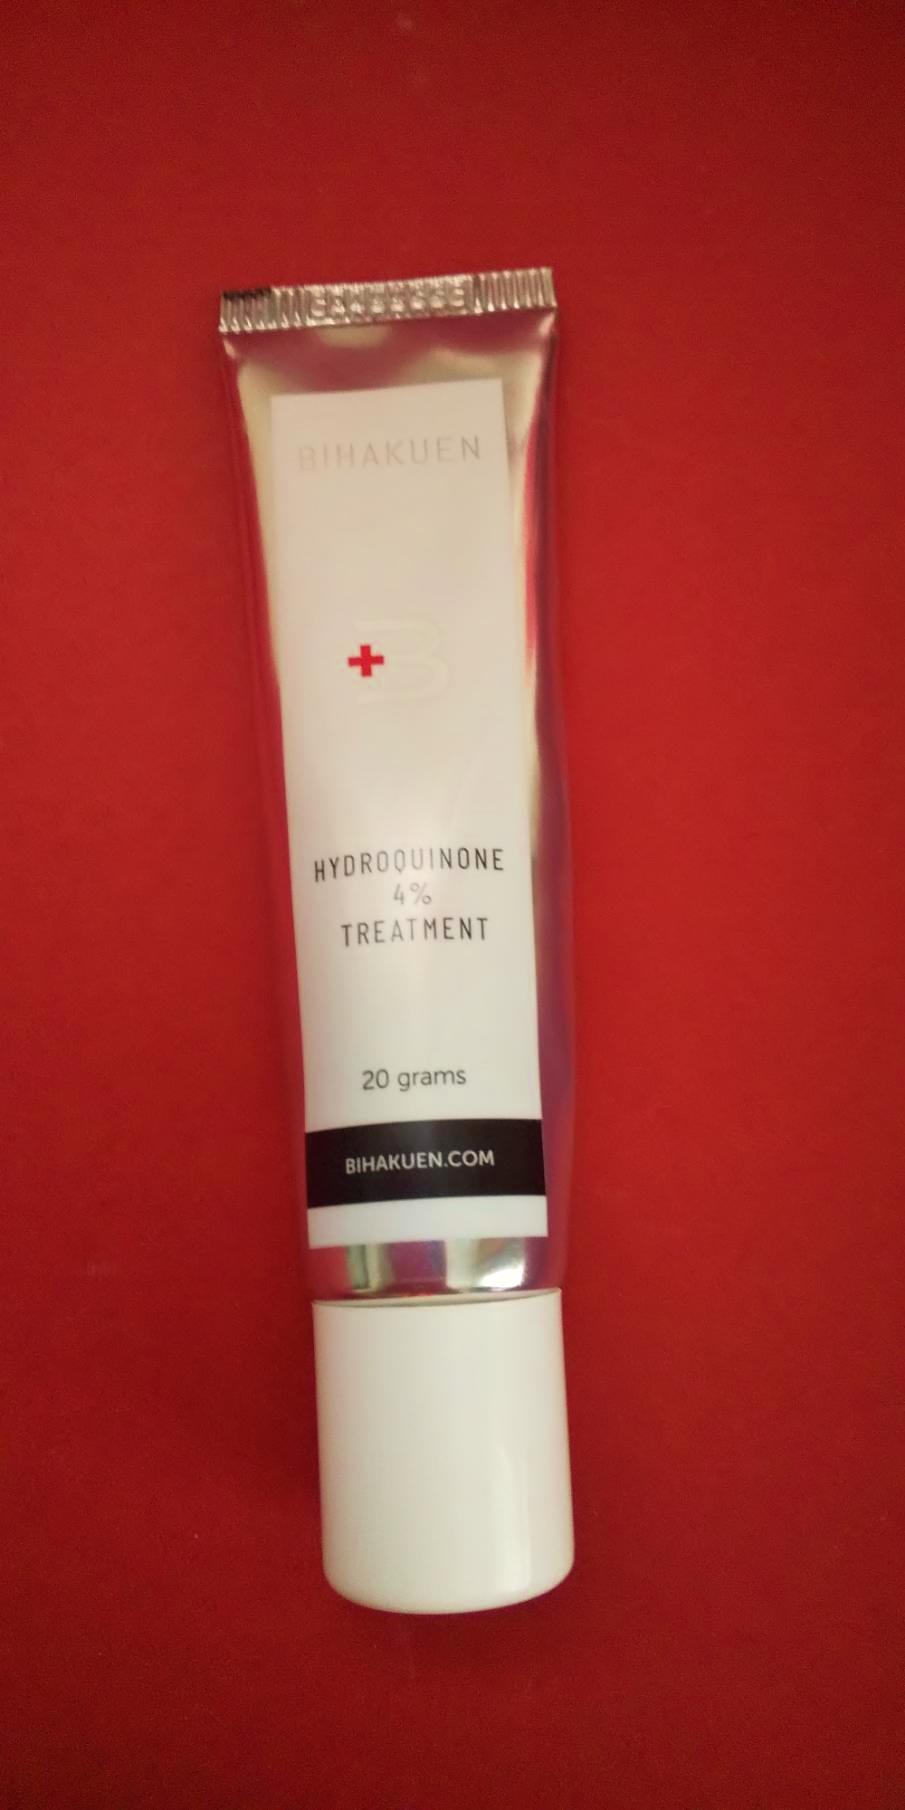 BIHAKUEN
B
HYDROQUINONE
4%
TREATMENT
20 grams
BIHAKUEN.COM